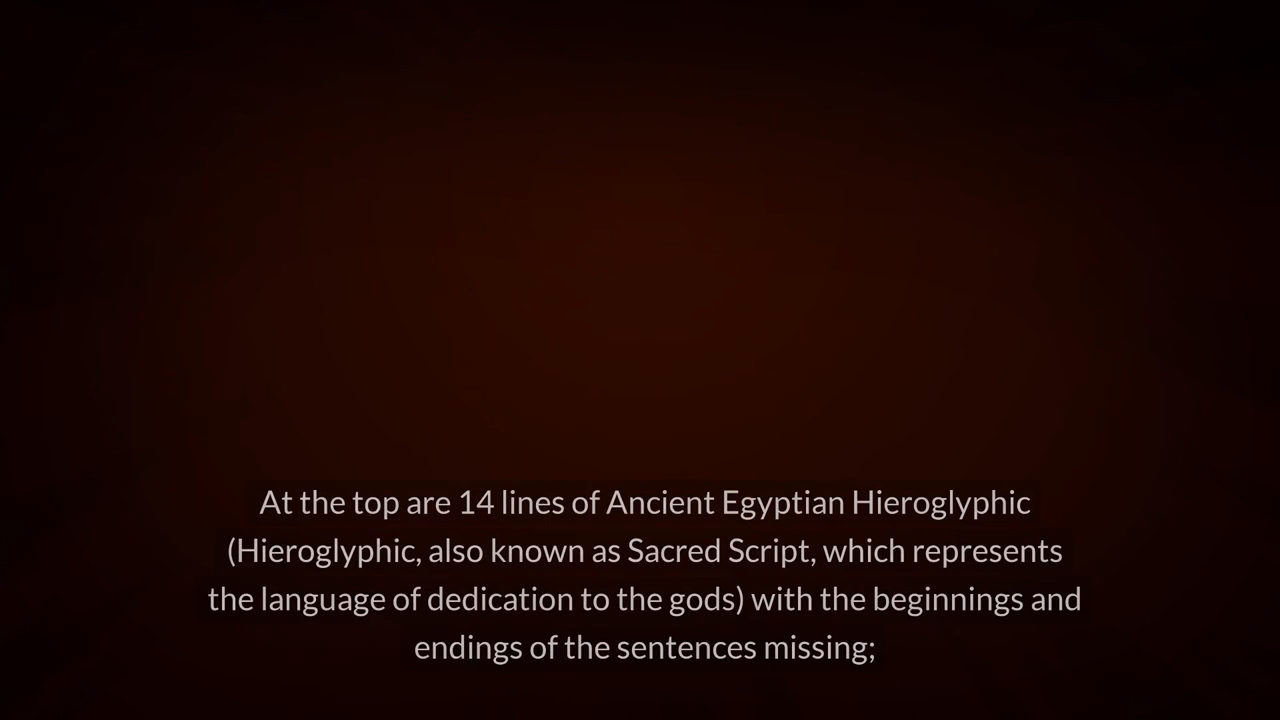 At the top are 14 lines of Ancient Egyptian Hieroglyphic
(Hieroglyphic, also known as Sacred Script, which represents
the language of dedication to the gods) with the beginnings and
endings of the sentences missing;